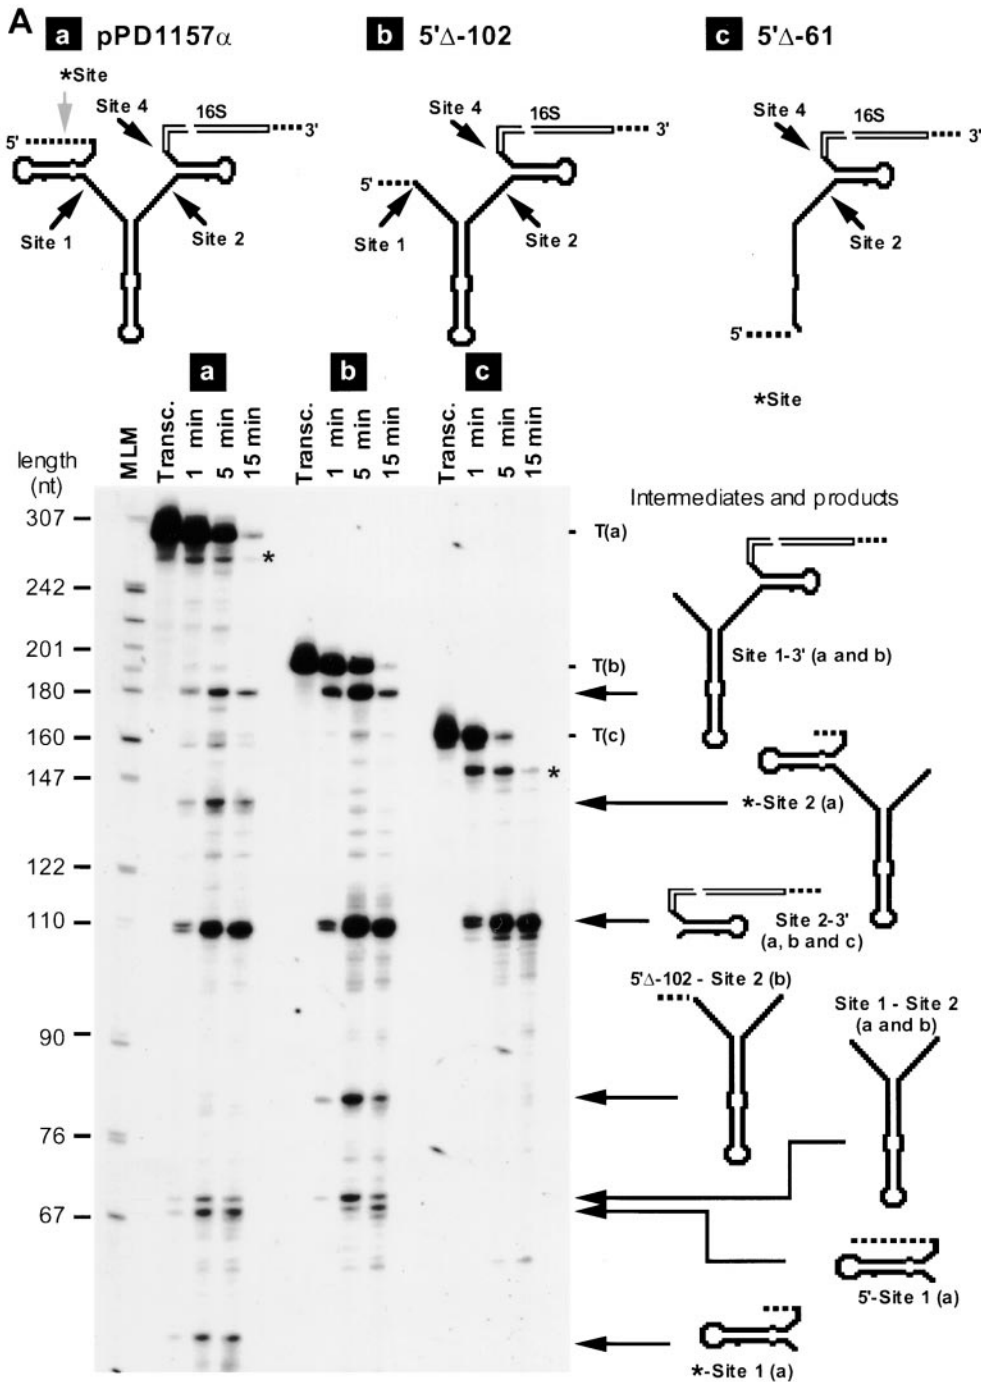 A a pPD1157α b 5'Δ-102 c 5'Δ-61
*Site
Site 4 16S
5' 3'
Site 1 Site 2
Site 4 16S
5' 3'
Site 1 Site 2
Site 4 16S
3'
Site 2
5'
*Site
a b c
length (nt)
MLM
Transc.
1 min
5 min
15 min
Transc.
1 min
5 min
15 min
Transc.
1 min
5 min
15 min
Intermediates and products
307
242
201
180
160
147
122
110
90
76
67
*
*
T(a)
T(b)
T(c)
Site 1-3' (a and b)
*-Site 2 (a)
Site 2-3'
(a, b and c)
5'Δ-102 - Site 2 (b)
Site 1 - Site 2
(a and b)
5'-Site 1 (a)
*-Site 1 (a)